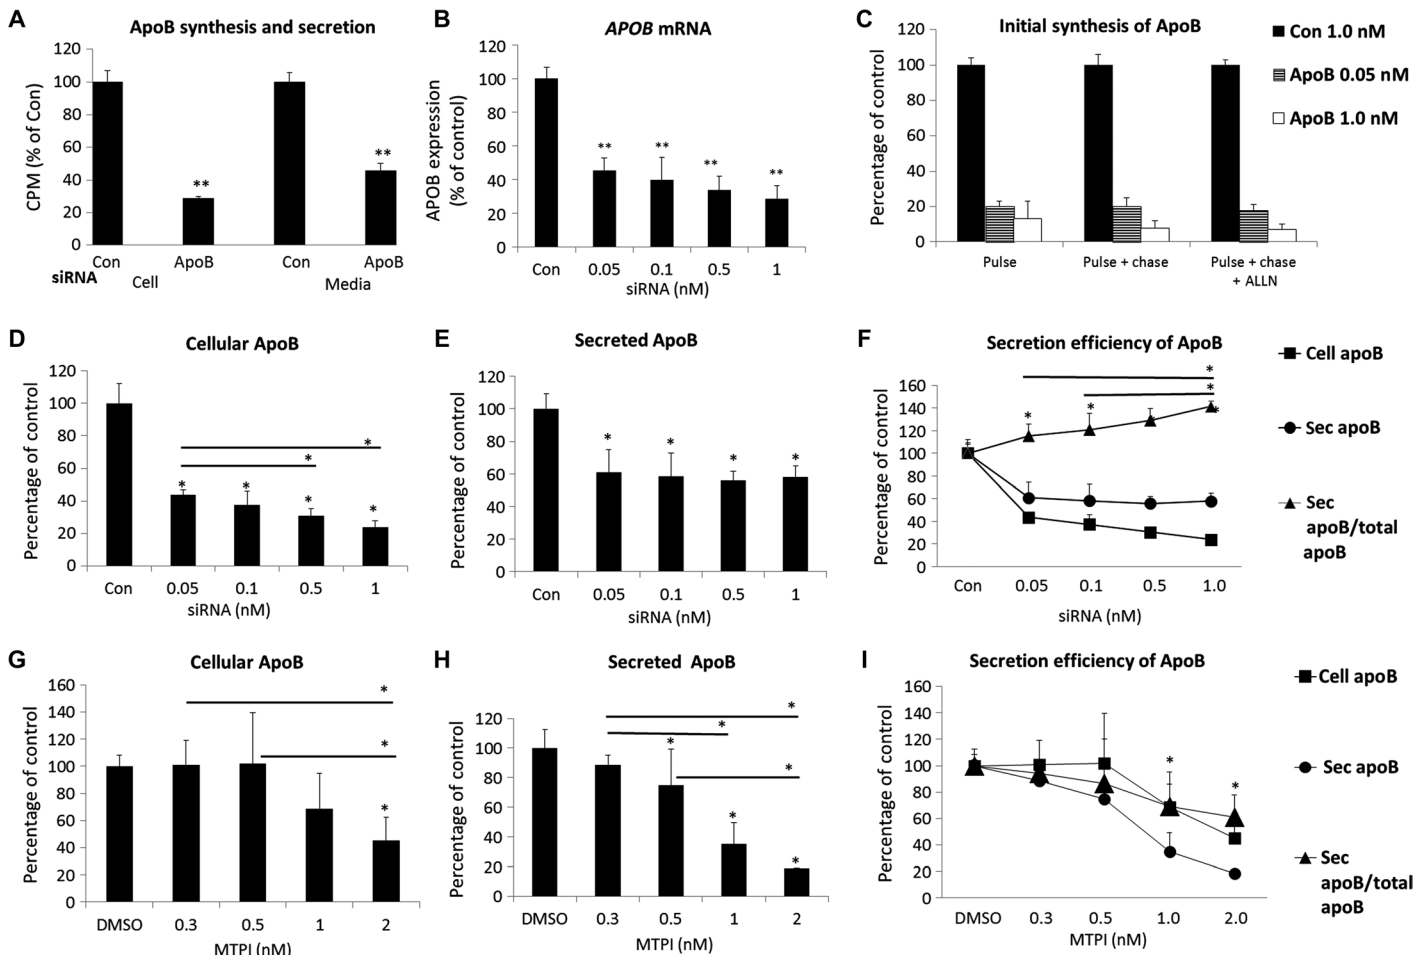 A
ApoB synthesis and secretion
CPM (% of Con)
120
100
80
60
40
20
0
**
**
Con
ApoB
Con
ApoB
siRNA
Cell
Media
B
APOB mRNA
APOB expression
(% of control)
120
100
80
60
40
20
0
**
**
**
**
Con
0.05
0.1
0.5
1
siRNA (nM)
C
Initial synthesis of ApoB
Percentage of control
120
100
80
60
40
20
0
Pulse
Pulse + chase
Pulse + chase
+ ALLN
Con 1.0 nM
ApoB 0.05 nM
ApoB 1.0 nM
D
Cellular ApoB
Percentage of control
120
100
80
60
40
20
0
*
*
*
*
*
*
Con
0.05
0.1
0.5
1
siRNA (nM)
E
Secreted ApoB
Percentage of control
120
100
80
60
40
20
0
*
*
*
*
Con
0.05
0.1
0.5
1
siRNA (nM)
F
Secretion efficiency of ApoB
Percentage of control
160
140
120
100
80
60
40
20
0
*
*
*
*
*
Con
0.05
0.1
0.5
1.0
siRNA (nM)
Cell apoB
Sec apoB
Sec
apoB/total
apoB
G
Cellular ApoB
Percentage of control
160
140
120
100
80
60
40
20
0
*
*
*
DMSO
0.3
0.5
1
2
MTPI (nM)
H
Secreted ApoB
Percentage of control
120
100
80
60
40
20
0
*
*
*
*
*
*
DMSO
0.3
0.5
1
2
MTPI (nM)
I
Secretion efficiency of ApoB
Percentage of control
160
140
120
100
80
60
40
20
0
*
*
DMSO
0.3
0.5
1.0
2.0
MTPI (nM)
Cell apoB
Sec apoB
Sec
apoB/total
apoB